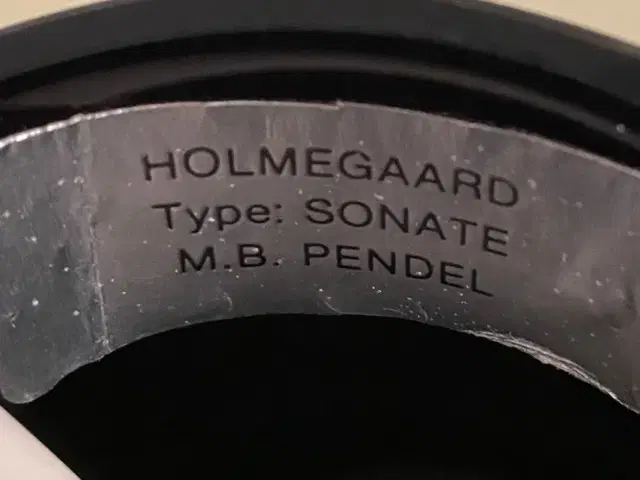 HOLMEGAARD
Type: SONATE
M.B. PENDEL